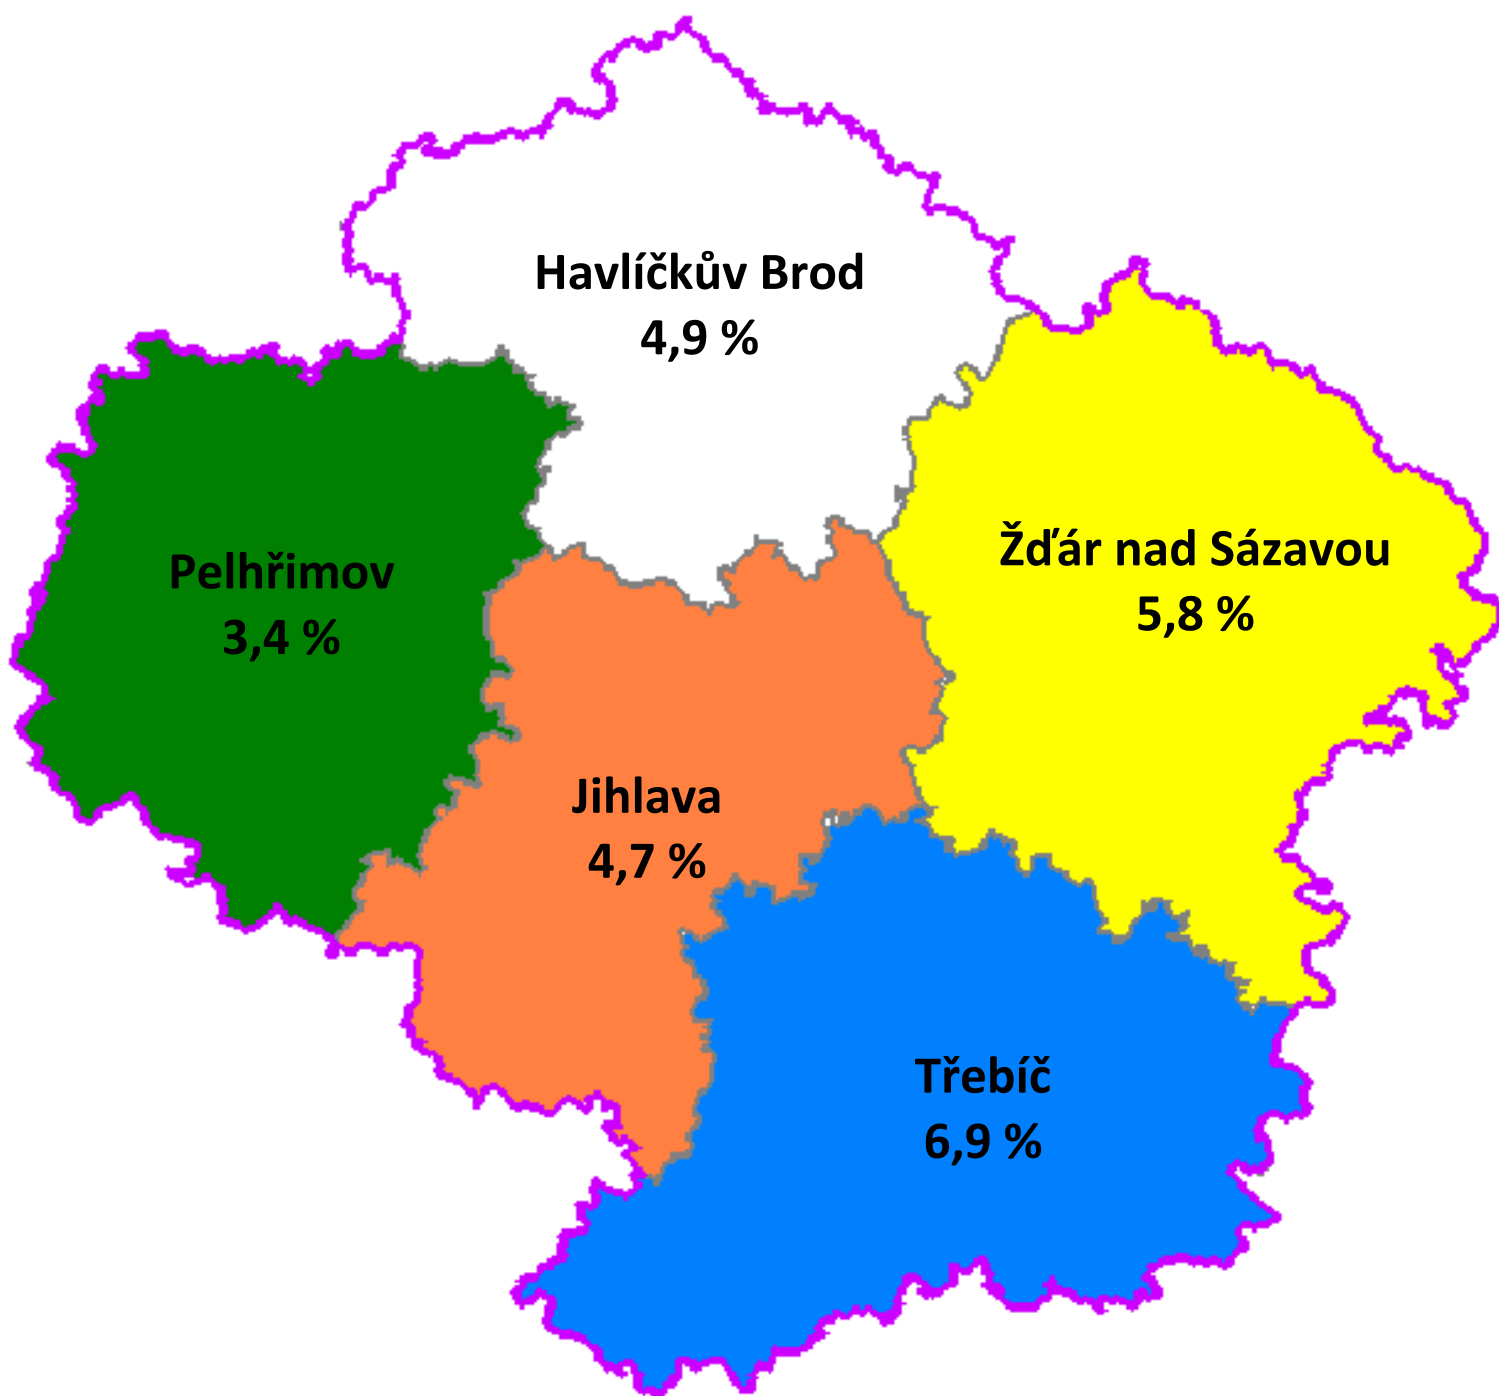 Havlíčkův Brod
4,9 %
Žďár nad Sázavou
5,8 %
Pelhřimov
3,4 %
Jihlava
4,7 %
Třebíč
6,9 %